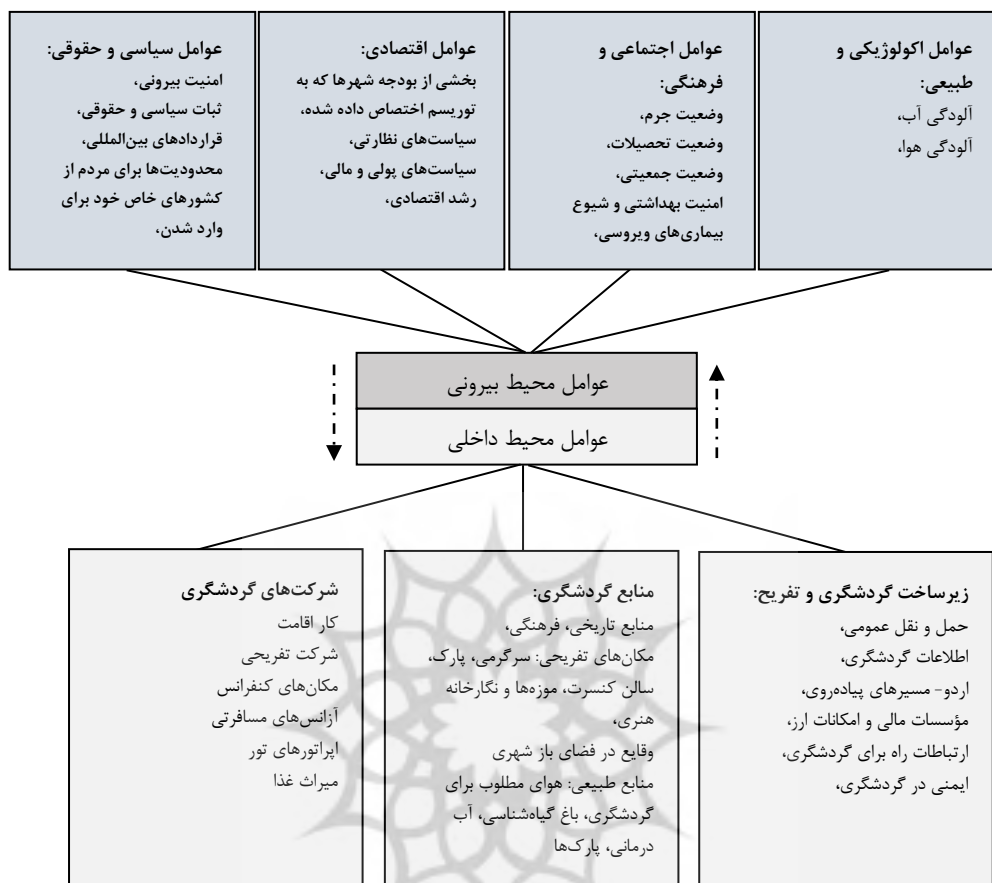 عوامل اکولوژیکی و
طبیعی:
آلودگی آب،
آلودگی هوا،
عوامل اجتماعی و
فرهنگی:
وضعیت جرم،
وضعیت تحصیلات،
وضعیت جمعیتی،
امنیت بهداشتی و شیوع
بیماری‌های ویروسی،
عوامل اقتصادی:
بخشی از بودجه شهرها که به
توریسم اختصاص داده شده،
سیاست‌های نظارتی،
سیاست‌های پولی و مالی،
رشد اقتصادی،
عوامل سیاسی و حقوقی:
امنیت بیرونی،
ثبات سیاسی و حقوقی،
قراردادهای بین‌المللی،
محدودیت‌ها برای مردم از
کشورهای خاص خود برای
وارد شدن،
عوامل محیط بیرونی
عوامل محیط داخلی
زیرساخت گردشگری و تفریح:
حمل و نقل عمومی،
اطلاعات گردشگری،
اردو- مسیرهای پیاده‌روی،
مؤسسات مالی و امکانات ارز،
ارتباطات راه برای گردشگری،
ایمنی در گردشگری،
منابع گردشگری:
منابع تاریخی، فرهنگی،
مکان‌های تفریحی: سرگرمی، پارک،
سالن کنسرت، موزه‌ها و نگارخانه
هنری،
وقایع در فضای باز شهری
منابع طبیعی: هوای مطلوب برای
گردشگری، باغ گیاه‌شناسی، آب
درمانی، پارک‌ها
شرکت‌های گردشگری
کار اقامت
شرکت تفریحی
مکان‌های کنفرانس
آژانس‌های مسافرتی
اپراتورهای تور
میراث غذا